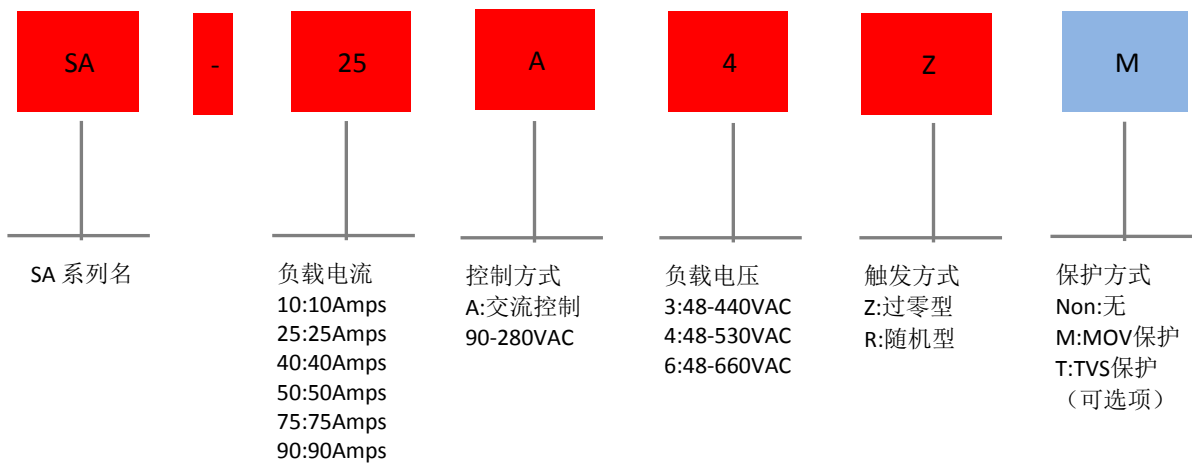 SA - 25 A 4 Z M
SA 系列名
负载电流
10:10Amps
25:25Amps
40:40Amps
50:50Amps
75:75Amps
90:90Amps
控制方式
A:交流控制
90-280VAC
负载电压
3:48-440VAC
4:48-530VAC
6:48-660VAC
触发方式
Z:过零型
R:随机型
保护方式
Non:无
M:MOV保护
T:TVS保护
（可选项）